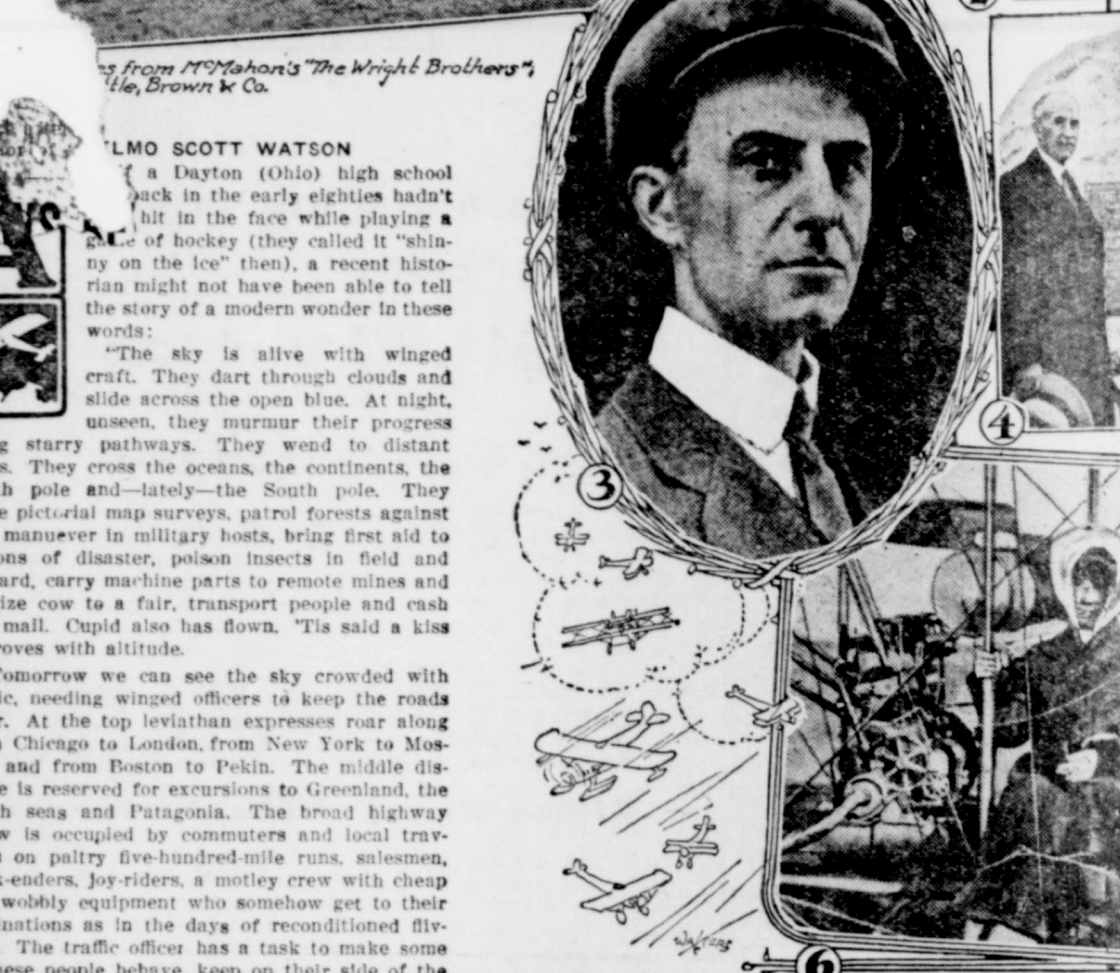 es from McMahon's "The Wright Brothers",
ttle, Brown & Co.
LMO SCOTT WATSON
f a Dayton (Ohio) high school
back in the early eighties hadn't
hit in the face while playing a
game of hockey (they called it "shin-
ny on the ice" then), a recent histo-
rian might not have been able to tell
the story of a modern wonder in these
words:
"The sky is alive with winged
craft. They dart through clouds and
slide across the open blue. At night,
unseen, they murmur their progress
g starry pathways. They wend to distant
s. They cross the oceans, the continents, the
h pole and—lately—the South pole. They
e pictorial map surveys, patrol forests against
manuever in military hosts, bring first aid to
ons of disaster, poison insects in field and
ard, carry machine parts to remote mines and
ize cow to a fair, transport people and cash
mail. Cupid also has flown. 'Tis said a kiss
roves with altitude.
Tomorrow we can see the sky crowded with
ic, needing winged officers to keep the roads
r. At the top leviathan expresses roar along
Chicago to London, from New York to Mos-
and from Boston to Pekin. The middle dis-
e is reserved for excursions to Greenland, the
h seas and Patagonia. The broad highway
w is occupied by commuters and local trav-
s on paltry five-hundred-mile runs, salesmen,
k-enders, joy-riders, a motley crew with cheap
wobbly equipment who somehow get to their
inations as in the days of reconditioned fliv-
The traffic officer has a task to make some
hese people behave, keep on their side of the
3
4
WALTERS
6